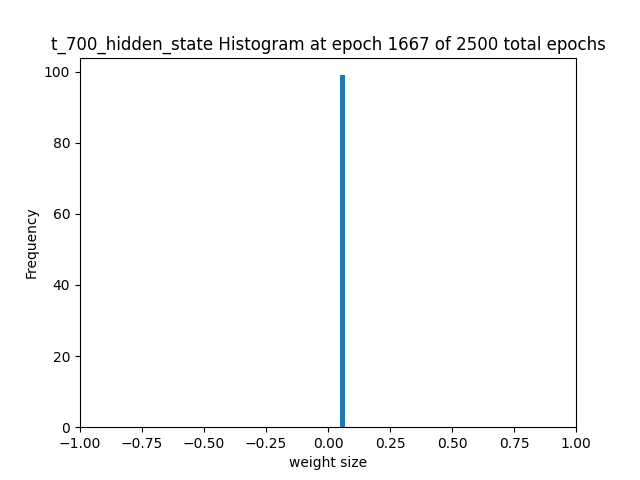 t_700_hidden_state Histogram at epoch 1667 of 2500 total epochs
100
80
60
40
20
0
Frequency
−1.00 −0.75 −0.50 −0.25 0.00 0.25 0.50 0.75 1.00
weight size